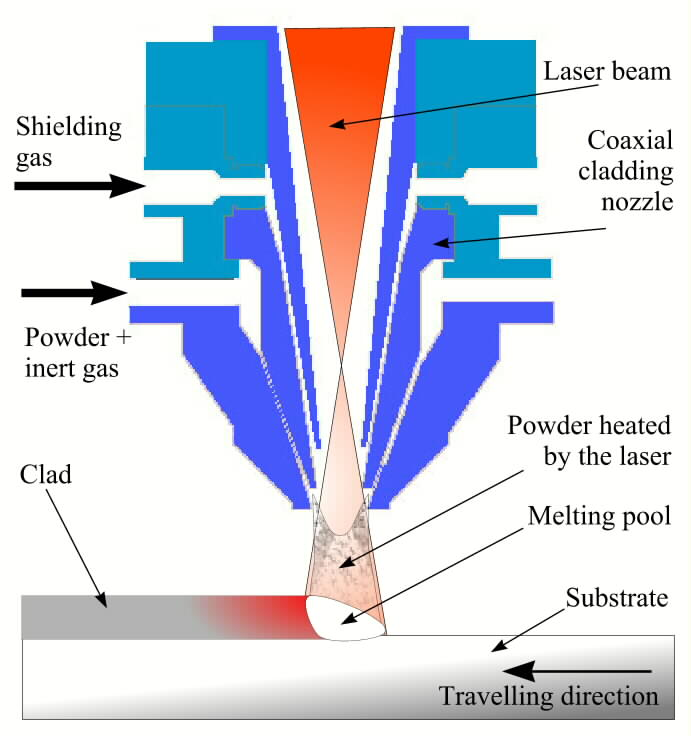 Laser beam
Shielding
gas
Coaxial
cladding
nozzle
Powder +
inert gas
Powder heated
by the laser
Clad
Melting pool
Substrate
Travelling direction